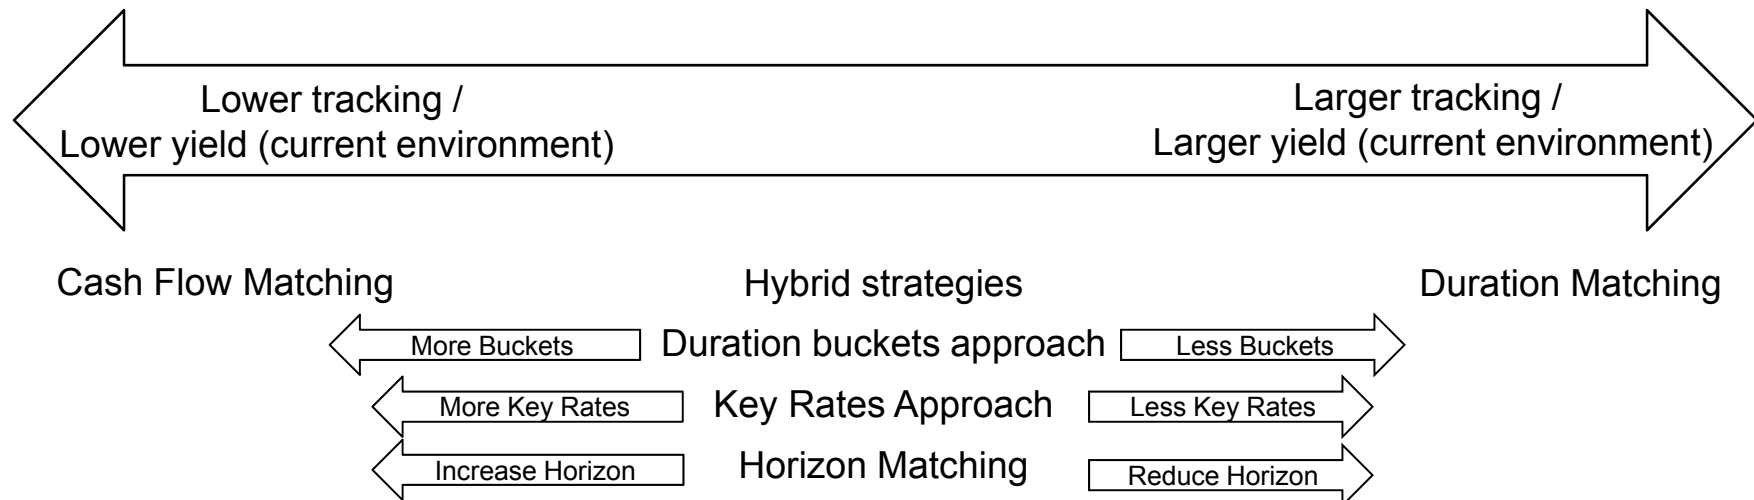 Lower tracking /
Lower yield (current environment)
Larger tracking /
Larger yield (current environment)
Cash Flow Matching
Hybrid strategies
Duration Matching
More Buckets
Duration buckets approach
Less Buckets
More Key Rates
Key Rates Approach
Less Key Rates
Increase Horizon
Horizon Matching
Reduce Horizon